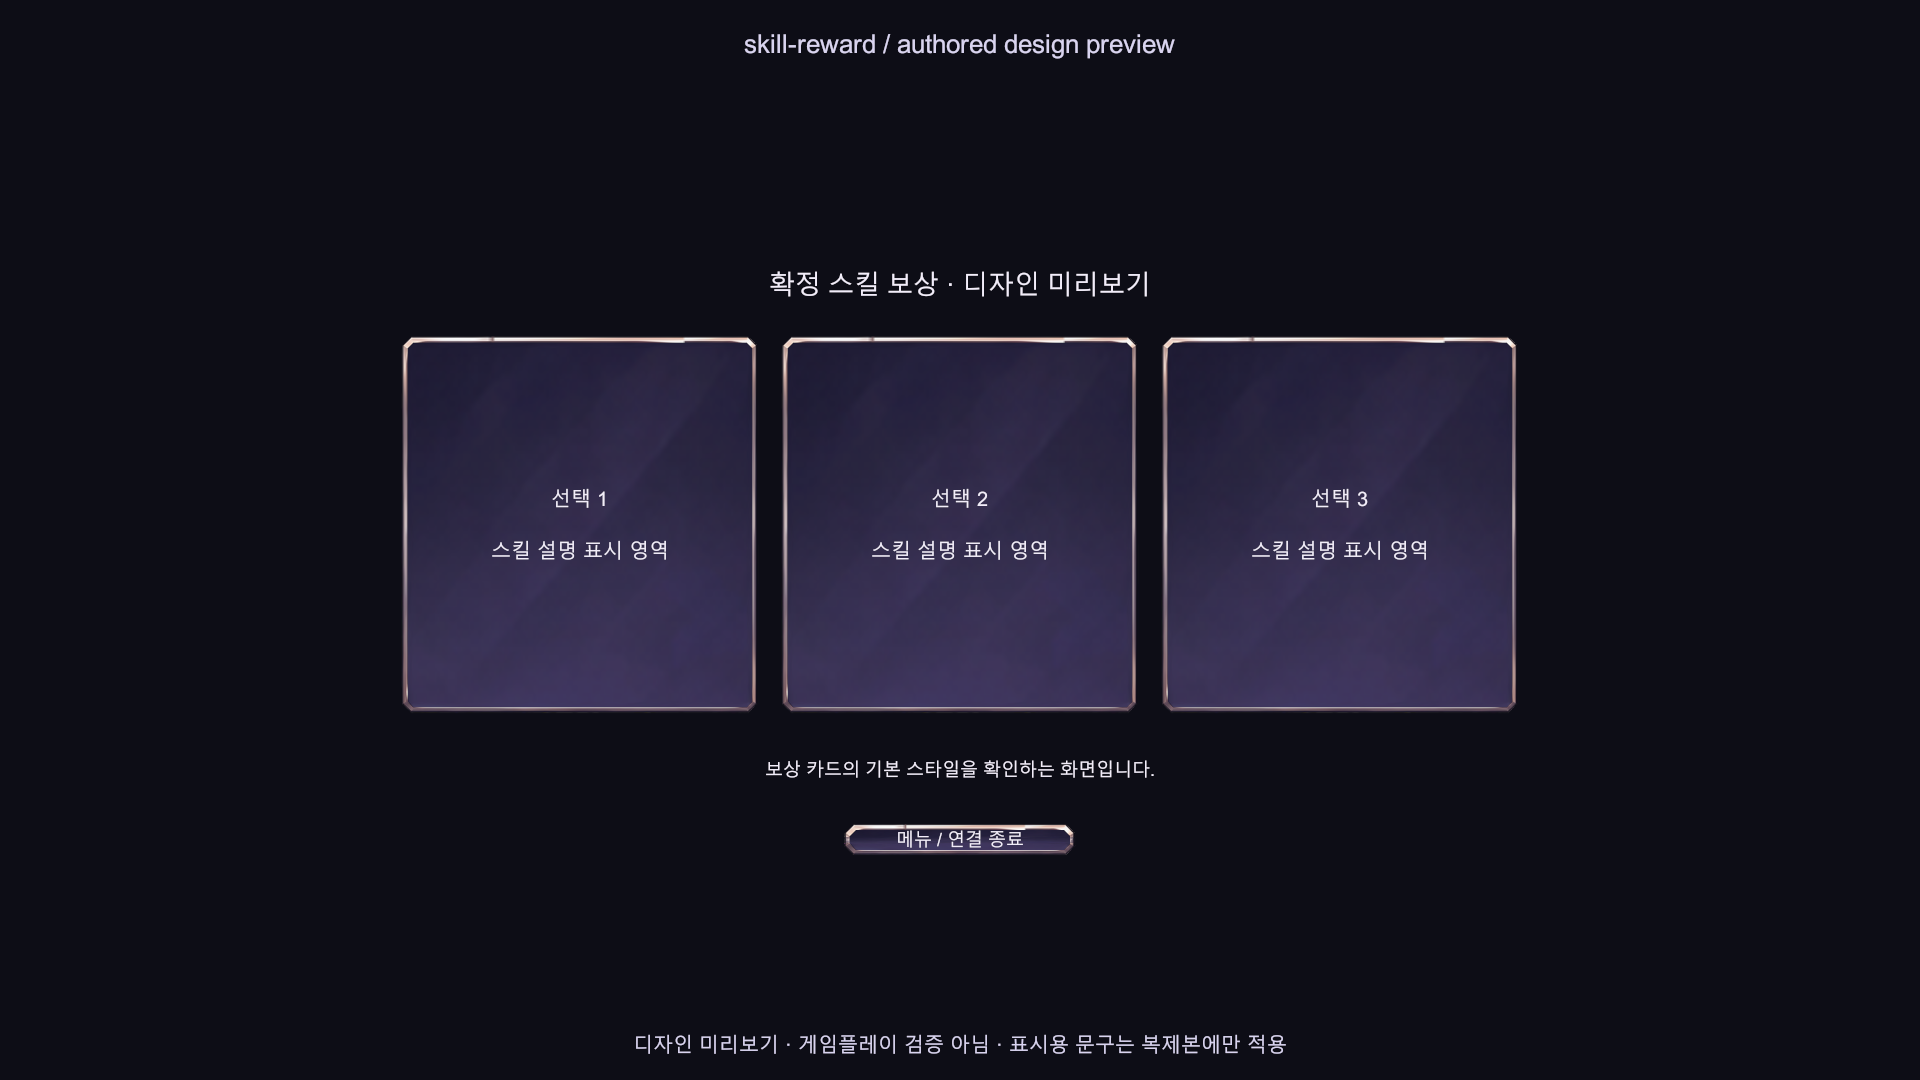 skill-reward / authored design preview
확정 스킬 보상 · 디자인 미리보기
선택 1
스킬 설명 표시 영역
선택 2
스킬 설명 표시 영역
선택 3
스킬 설명 표시 영역
보상 카드의 기본 스타일을 확인하는 화면입니다.
메뉴 / 연결 종료
디자인 미리보기 · 게임플레이 검증 아님 · 표시용 문구는 복제본에만 적용